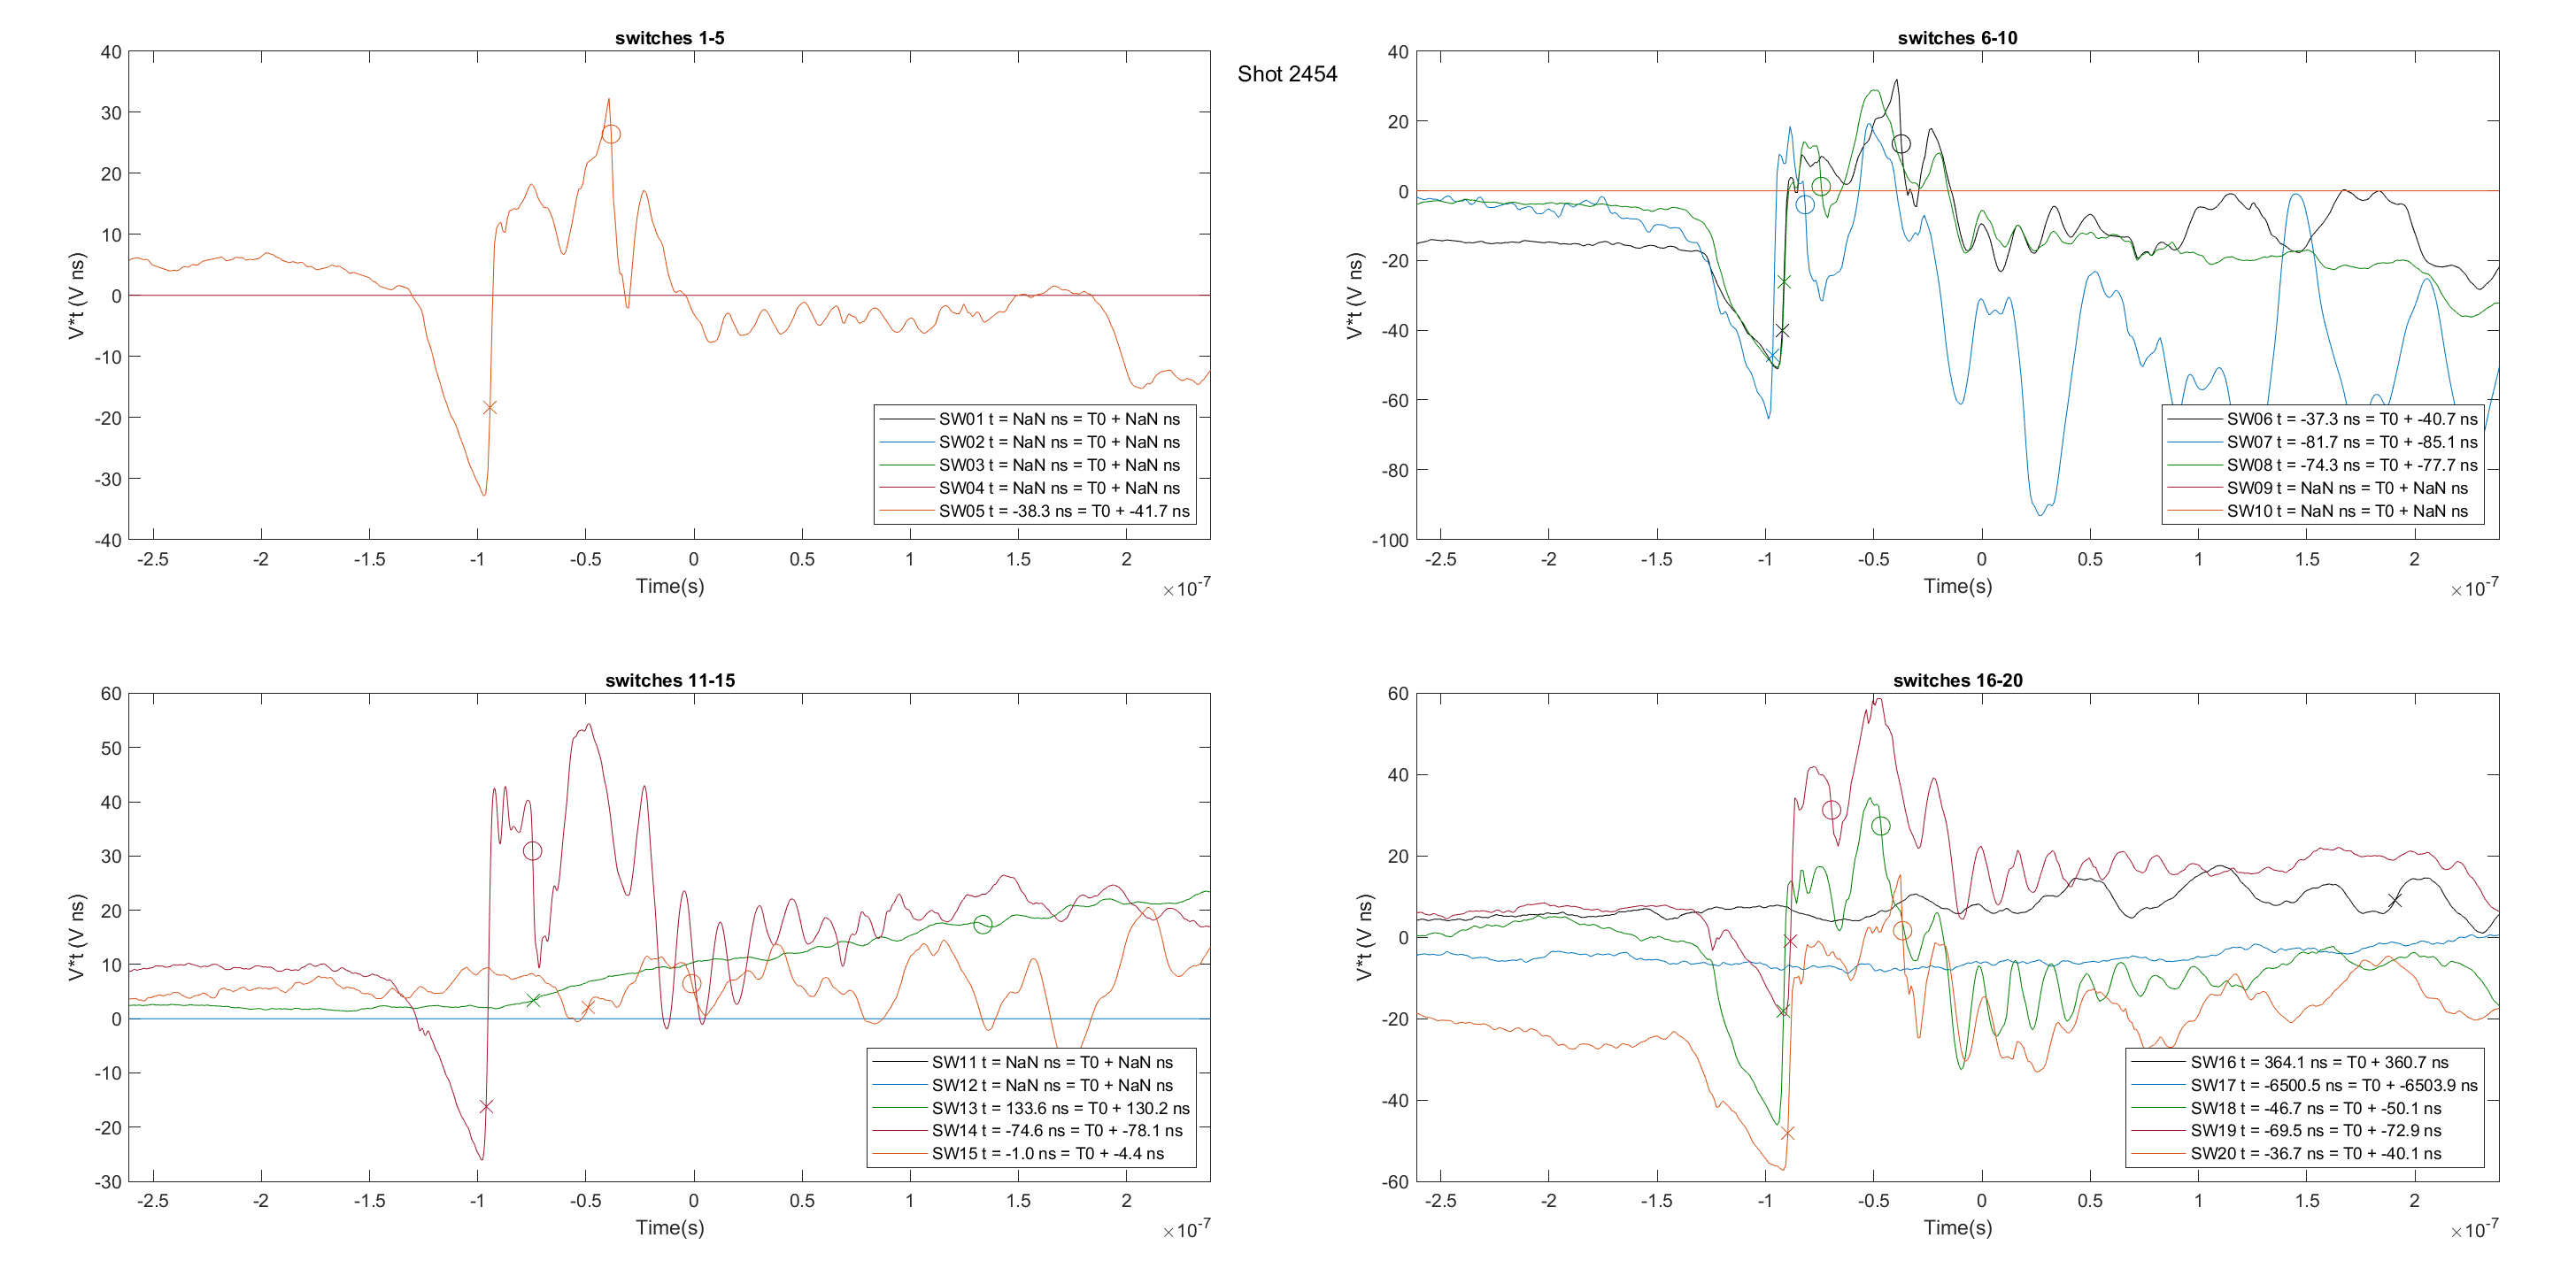 Shot 2454
switches 1-5
40
30
20
10
0
-10
-20
-30
-40
V*t (V ns)
-2.5 -2 -1.5 -1 -0.5 0 0.5 1 1.5 2
Time(s)
×10-7
SW01 t = NaN ns = T0 + NaN ns
SW02 t = NaN ns = T0 + NaN ns
SW03 t = NaN ns = T0 + NaN ns
SW04 t = NaN ns = T0 + NaN ns
SW05 t = -38.3 ns = T0 + -41.7 ns
switches 6-10
40
20
0
-20
-40
-60
-80
-100
V*t (V ns)
-2.5 -2 -1.5 -1 -0.5 0 0.5 1 1.5 2
Time(s)
×10-7
SW06 t = -37.3 ns = T0 + -40.7 ns
SW07 t = -81.7 ns = T0 + -85.1 ns
SW08 t = -74.3 ns = T0 + -77.7 ns
SW09 t = NaN ns = T0 + NaN ns
SW10 t = NaN ns = T0 + NaN ns
switches 11-15
60
50
40
30
20
10
0
-10
-20
-30
V*t (V ns)
-2.5 -2 -1.5 -1 -0.5 0 0.5 1 1.5 2
Time(s)
×10-7
SW11 t = NaN ns = T0 + NaN ns
SW12 t = NaN ns = T0 + NaN ns
SW13 t = 133.6 ns = T0 + 130.2 ns
SW14 t = -74.6 ns = T0 + -78.1 ns
SW15 t = -1.0 ns = T0 + -4.4 ns
switches 16-20
60
40
20
0
-20
-40
-60
V*t (V ns)
-2.5 -2 -1.5 -1 -0.5 0 0.5 1 1.5 2
Time(s)
×10-7
SW16 t = 364.1 ns = T0 + 360.7 ns
SW17 t = -6500.5 ns = T0 + -6503.9 ns
SW18 t = -46.7 ns = T0 + -50.1 ns
SW19 t = -69.5 ns = T0 + -72.9 ns
SW20 t = -36.7 ns = T0 + -40.1 ns